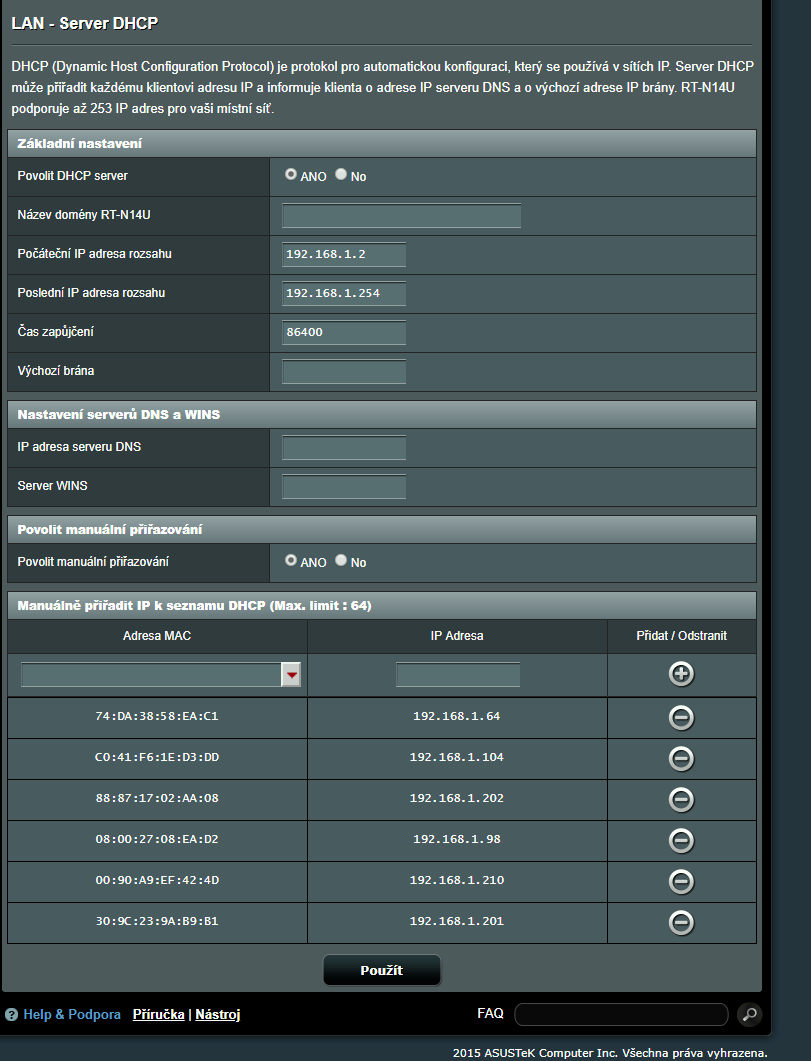 LAN - Server DHCP
DHCP (Dynamic Host Configuration Protocol) je protokol pro automatickou konfiguraci, který se používá v sítích IP. Server DHCP
může přiřadit každému klientovi adresu IP a informuje klienta o adrese IP serveru DNS a o výchozí adrese IP brány. RT-N14U
podporuje až 253 IP adres pro vaši místní síť.
Základní nastavení
Povolit DHCP server ANO No
Název domény RT-N14U
Počáteční IP adresa rozsahu 192.168.1.2
Poslední IP adresa rozsahu 192.168.1.254
Čas zapůjčení 86400
Výchozí brána
Nastavení serverů DNS a WINS
IP adresa serveru DNS
Server WINS
Povolit manuální přiřazování
Povolit manuální přiřazování ANO No
Manuálně přiřadit IP k seznamu DHCP (Max. limit : 64)
Adresa MAC IP Adresa Přidat / Odstranit
74:DA:38:58:EA:C1 192.168.1.64
C0:41:F6:1E:D3:DD 192.168.1.104
88:87:17:02:AA:08 192.168.1.202
08:00:27:08:EA:D2 192.168.1.98
00:90:A9:EF:42:4D 192.168.1.210
30:9C:23:9A:B9:B1 192.168.1.201
Použít
? Help & Podpora Příručka | Nástroj FAQ
2015 ASUSTeK Computer Inc. Všechna práva vyhrazena.